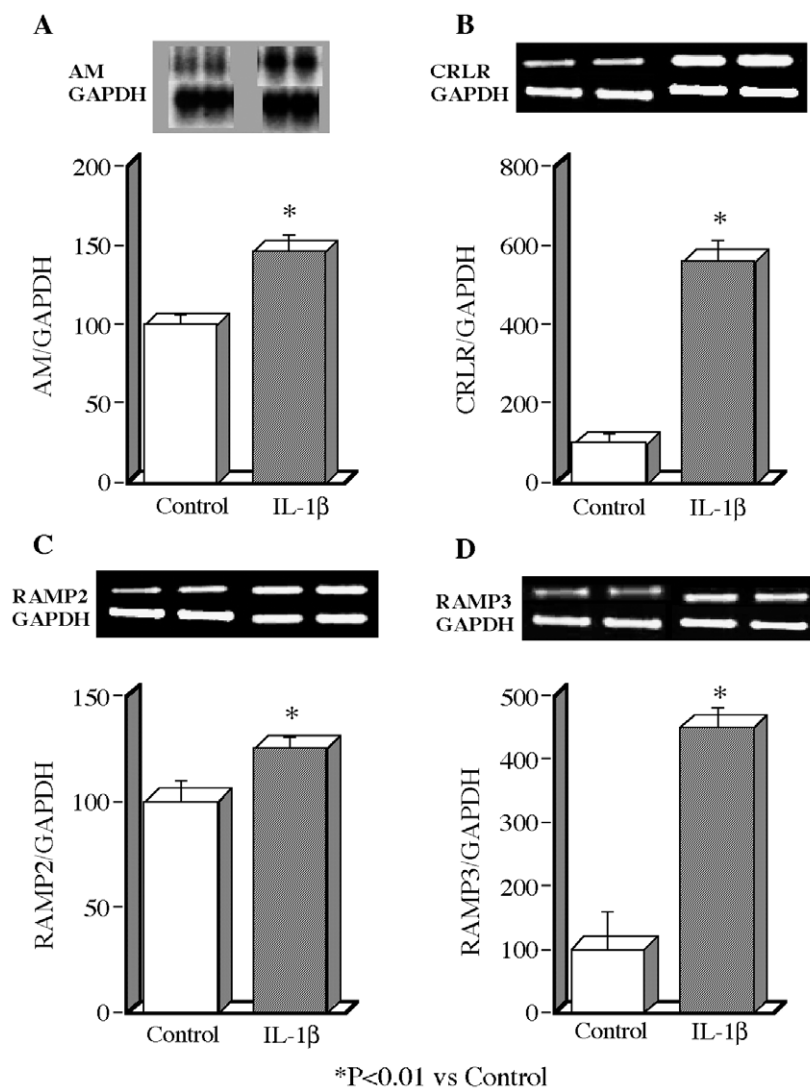 A
AM
GAPDH
200
150
100
50
0
AM/GAPDH
*
Control
IL-1β
B
CRLR
GAPDH
800
600
400
200
0
CRLR/GAPDH
*
Control
IL-1β
C
RAMP2
GAPDH
150
100
50
0
RAMP2/GAPDH
*
Control
IL-1β
D
RAMP3
GAPDH
500
400
300
200
100
0
RAMP3/GAPDH
*
Control
IL-1β
*P<0.01 vs Control